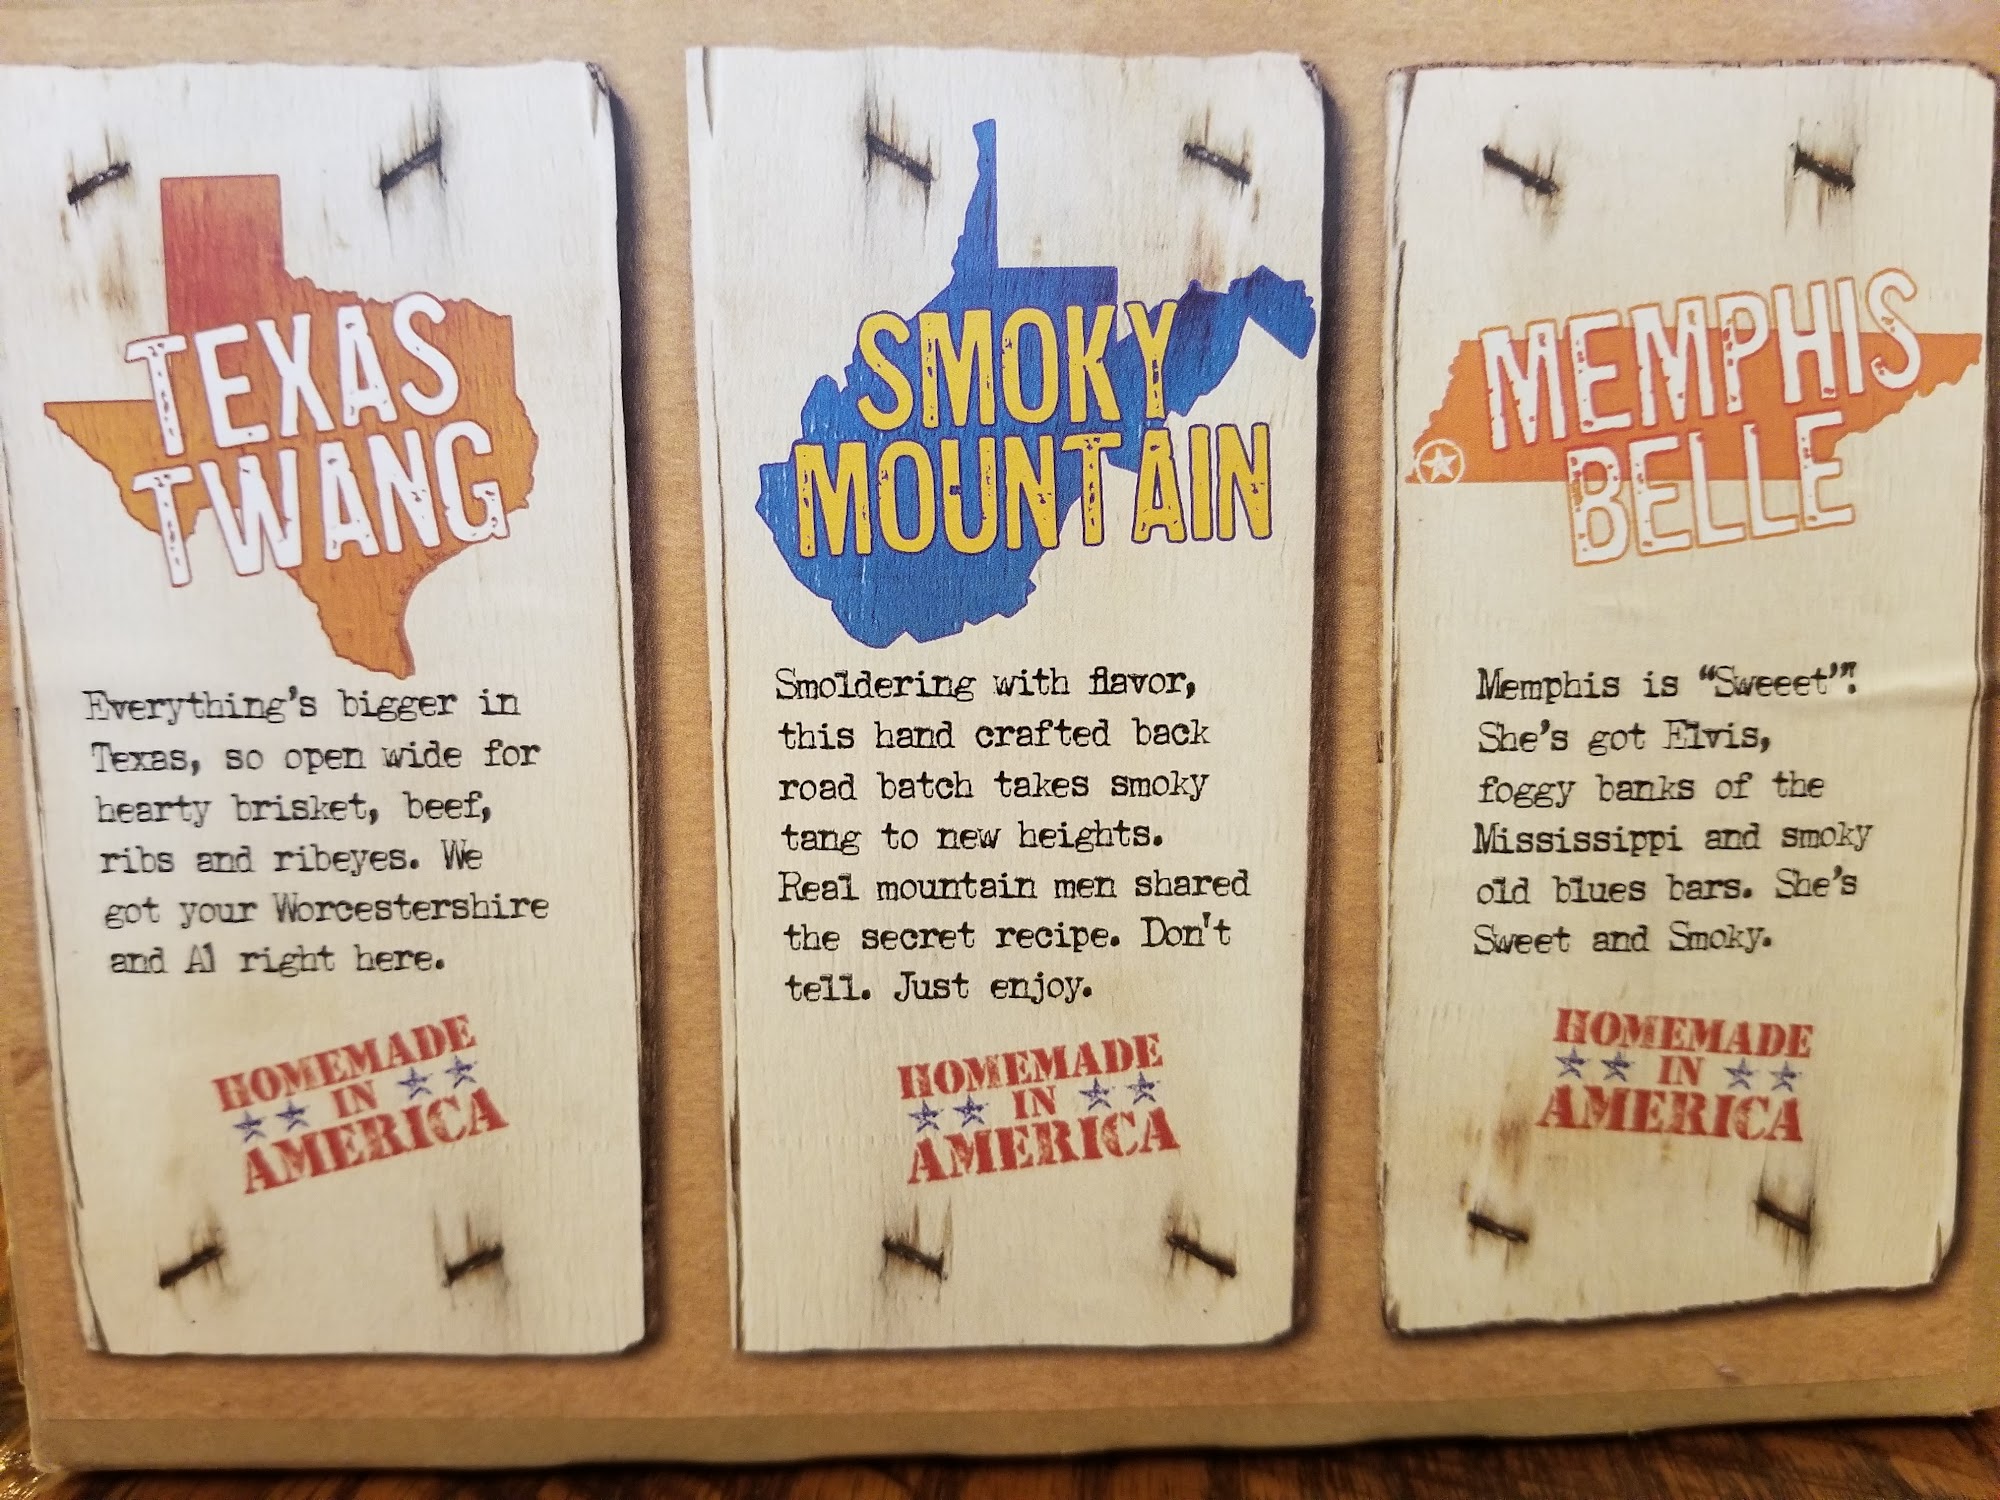 TEXAS
TWANG
Everything's bigger in
Texas, so open wide for
hearty brisket, beef,
ribs and ribeyes. We
got your Worcestershire
and A1 right here.
HOMEMADE
IN
AMERICA
SMOKY
MOUNTAIN
Smoldering with flavor,
this hand crafted back
road batch takes smoky
tang to new heights.
Real mountain men shared
the secret recipe. Don't
tell. Just enjoy.
HOMEMADE
IN
AMERICA
MEMPHIS
BELLE
Memphis is “Sweeet”!
She's got Elvis,
foggy banks of the
Mississippi and smoky
old blues bars. She's
Sweet and Smoky.
HOMEMADE
IN
AMERICA